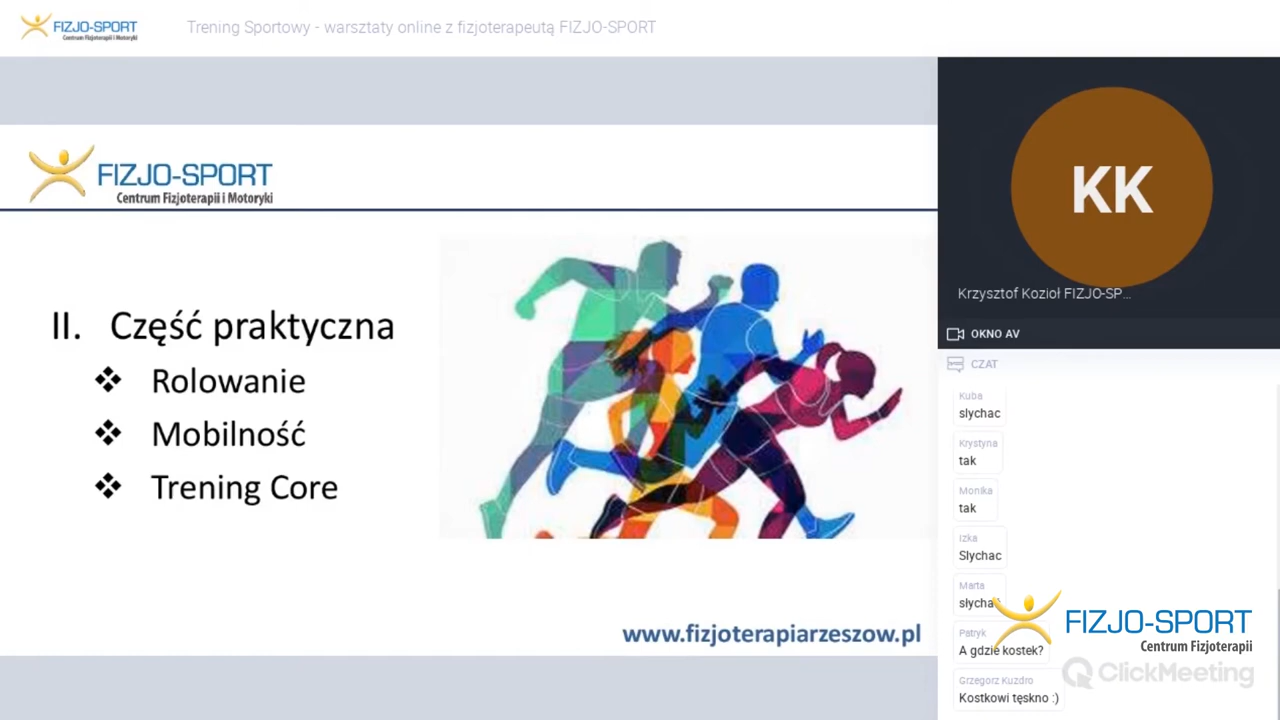 FIZJO-SPORT
Centrum Fizjoterapii i Motoryki
Trening Sportowy - warsztaty online z fizjoterapeutą FIZJO-SPORT
FIZJO-SPORT
Centrum Fizjoterapii i Motoryki
II. Część praktyczna
Rolowanie
Mobilność
Trening Core
www.fizjoterapiarzeszow.pl
KK
Krzysztof Kozioł FIZJO-SP...
OKNO AV
CZAT
Kuba
slychac
Krystyna
tak
Monika
tak
Izka
Slychac
Marta
słychać
Patryk
A gdzie kostek?
Grzegorz Kuzdro
Kostkowi tęskno :)
FIZJO-SPORT
Centrum Fizjoterapii
ClickMeeting